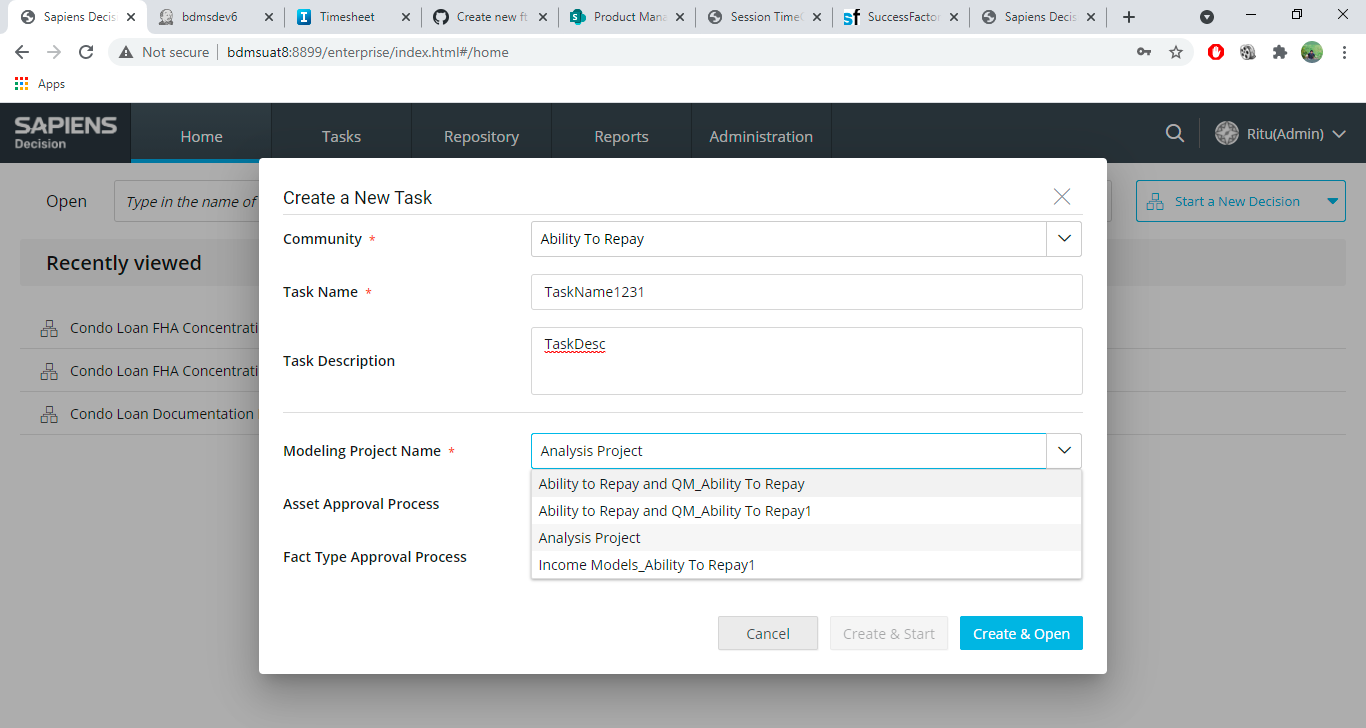 Sapiens Decis
bdmsdev6
Timesheet
Create new ft
Product Mana
Session Time
SuccessFactor
Sapiens Decis
Not secure | bdmsuat8:8899/enterprise/index.html#/home
Apps
SAPIENS
Decision
Home
Tasks
Repository
Reports
Administration
Ritu(Admin)
Open
Type in the name of
Start a New Decision
Recently viewed
Condo Loan FHA Concentrati
Condo Loan FHA Concentrati
Condo Loan Documentation
Create a New Task
Community *
Ability To Repay
Task Name *
TaskName1231
Task Description
TaskDesc
Modeling Project Name *
Analysis Project
Ability to Repay and QM_Ability To Repay
Ability to Repay and QM_Ability To Repay1
Analysis Project
Income Models_Ability To Repay1
Asset Approval Process
Fact Type Approval Process
Cancel
Create & Start
Create & Open